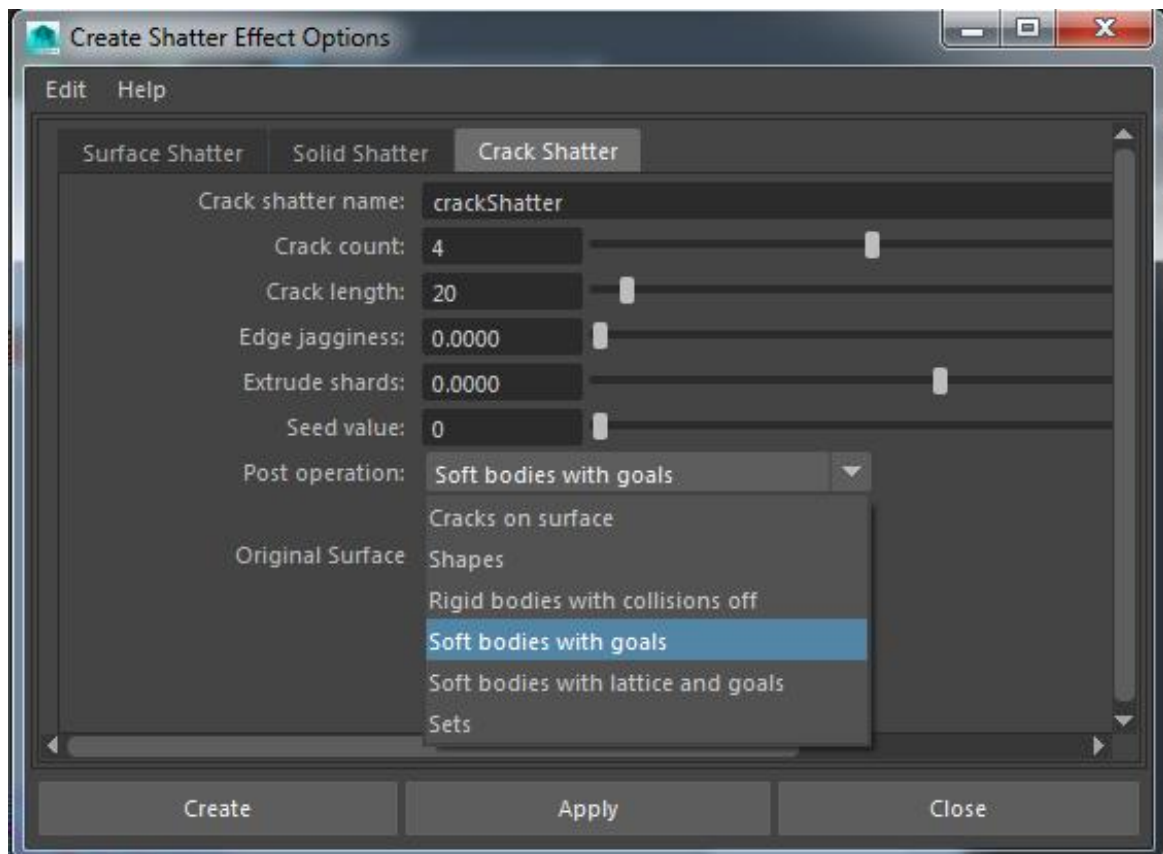 Create Shatter Effect Options
Edit Help
Surface Shatter Solid Shatter Crack Shatter
Crack shatter name: crackShatter
Crack count: 4
Crack length: 20
Edge jagginess: 0.0000
Extrude shards: 0.0000
Seed value: 0
Post operation: Soft bodies with goals
Cracks on surface
Original Surface Shapes
Rigid bodies with collisions off
Soft bodies with goals
Soft bodies with lattice and goals
Sets
Create Apply Close